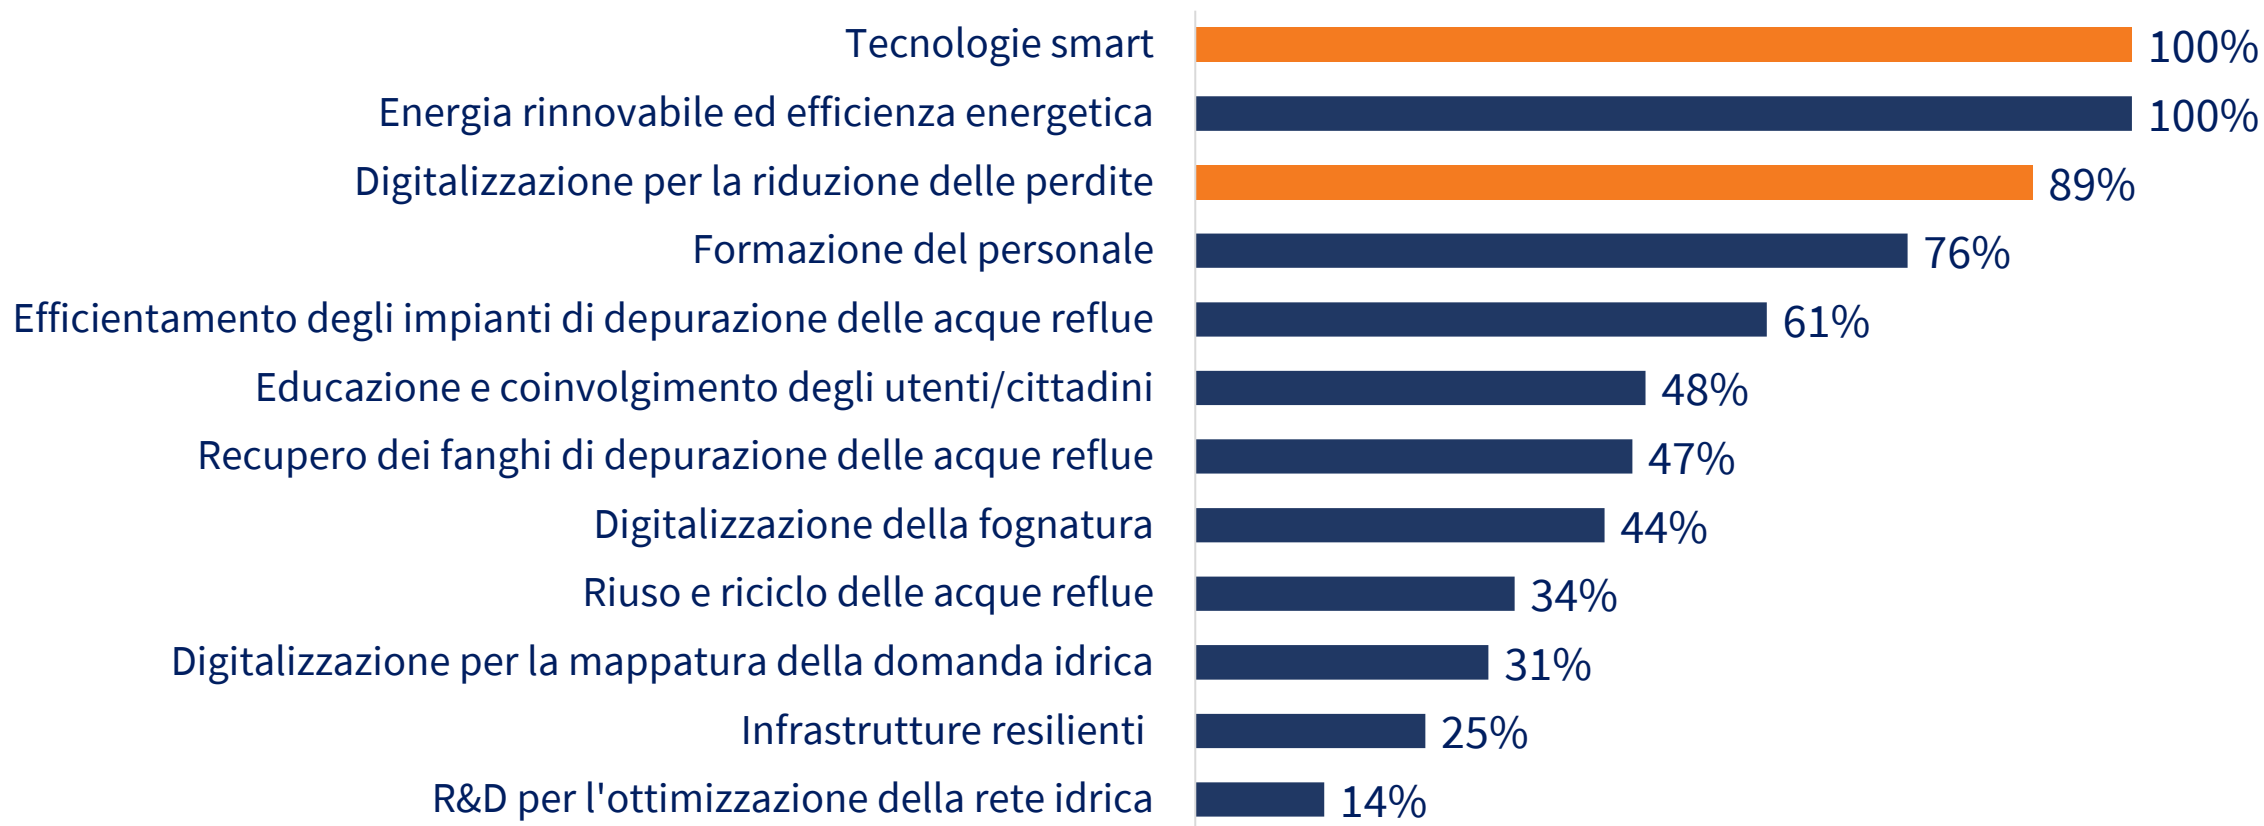 Tecnologie smart 100%
Energia rinnovabile ed efficienza energetica 100%
Digitalizzazione per la riduzione delle perdite 89%
Formazione del personale 76%
Efficientamento degli impianti di depurazione delle acque reflue 61%
Educazione e coinvolgimento degli utenti/cittadini 48%
Recupero dei fanghi di depurazione delle acque reflue 47%
Digitalizzazione della fognatura 44%
Riuso e riciclo delle acque reflue 34%
Digitalizzazione per la mappatura della domanda idrica 31%
Infrastrutture resilienti 25%
R&D per l'ottimizzazione della rete idrica 14%